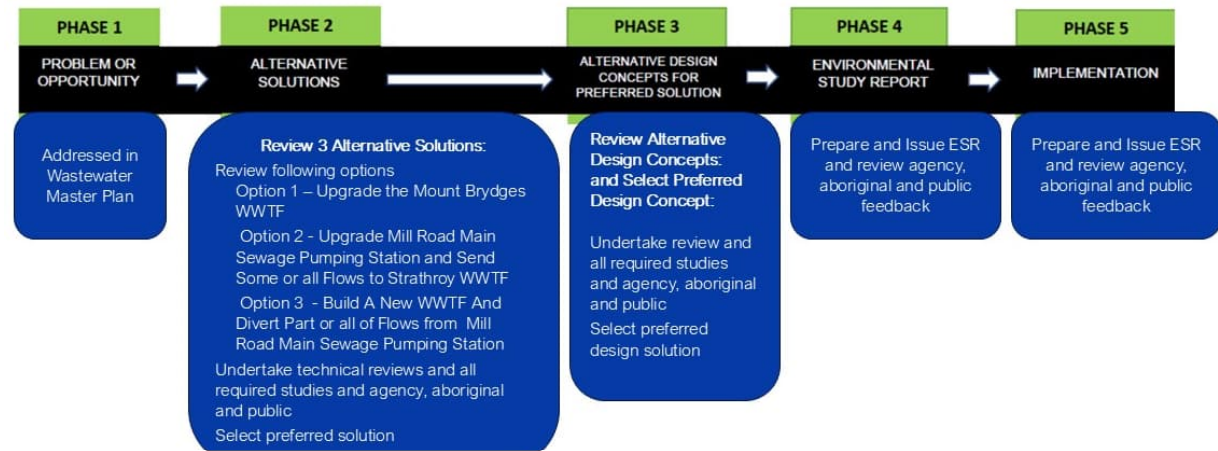 PHASE 1
PROBLEM OR
OPPORTUNITY
Addressed in
Wastewater
Master Plan
PHASE 2
ALTERNATIVE
SOLUTIONS
Review 3 Alternative Solutions:
Review following options
Option 1 – Upgrade the Mount Brydges
WWTF
Option 2 - Upgrade Mill Road Main
Sewage Pumping Station and Send
Some or all Flows to Strathroy WWTF
Option 3 - Build A New WWTF And
Divert Part or all of Flows from Mill
Road Main Sewage Pumping Station
Undertake technical reviews and all
required studies and agency, aboriginal
and public
Select preferred solution
PHASE 3
ALTERNATIVE DESIGN
CONCEPTS FOR
PREFERRED SOLUTION
Review Alternative
Design Concepts:
and Select Preferred
Design Concept:
Undertake review and
all required studies
and agency, aboriginal
and public
Select preferred
design solution
PHASE 4
ENVIRONMENTAL
STUDY REPORT
Prepare and Issue ESR
and review agency,
aboriginal and public
feedback
PHASE 5
IMPLEMENTATION
Prepare and Issue ESR
and review agency,
aboriginal and public
feedback